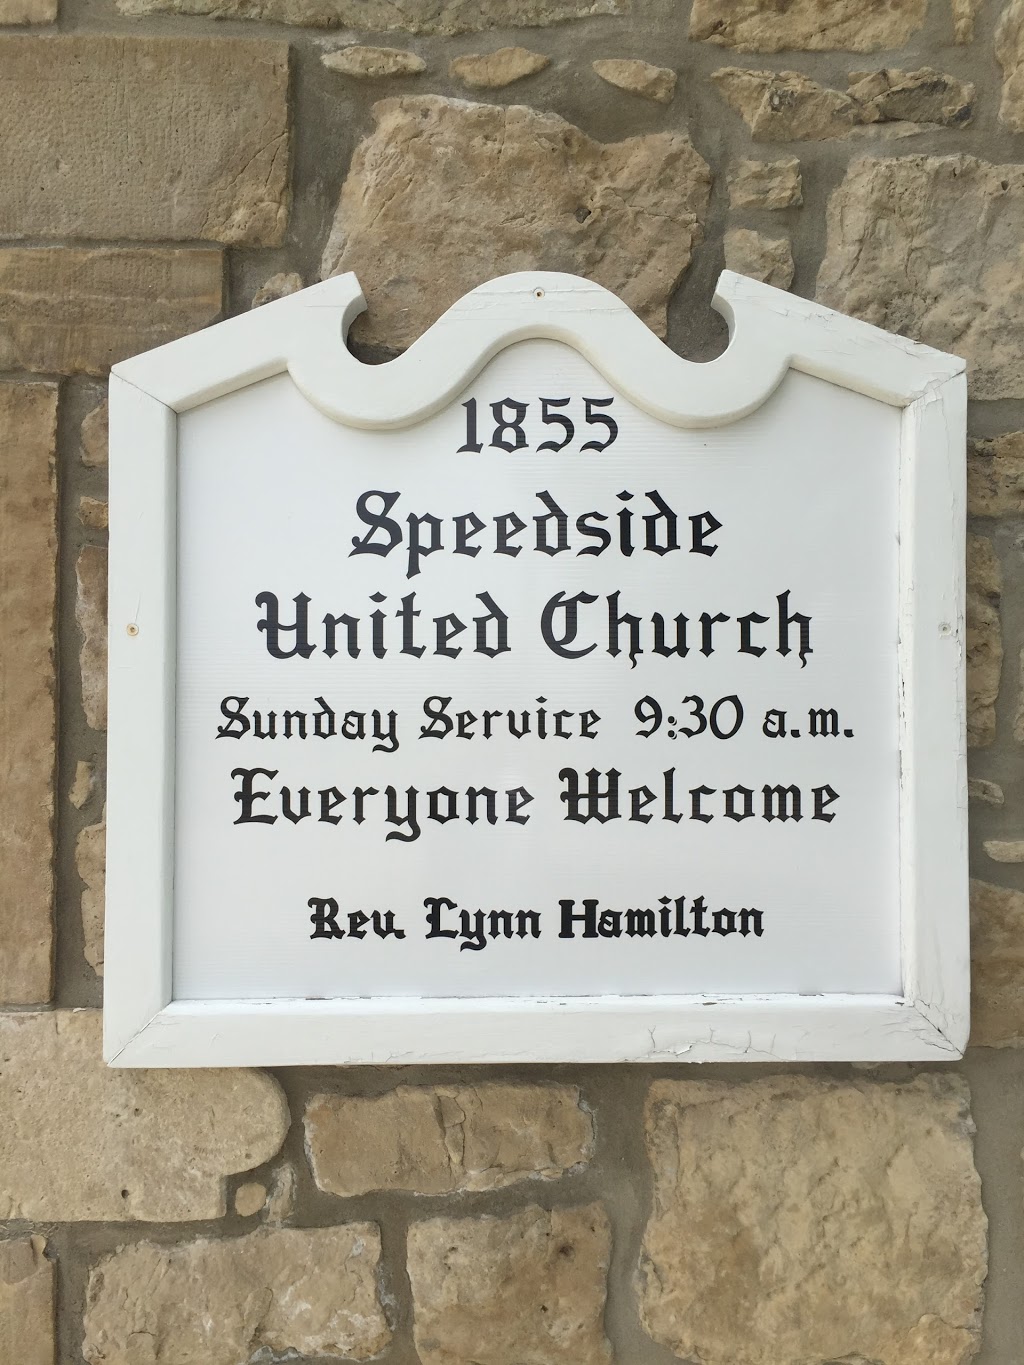 1855
Speedside
United Church
Sunday Service 9:30 a.m.
Everyone Welcome
Rev. Lynn Hamilton